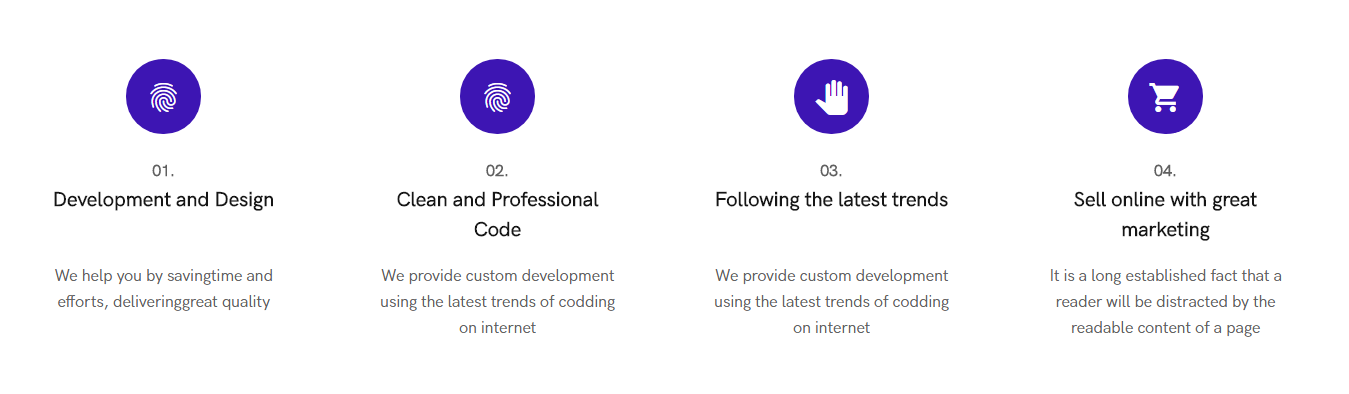 01.
Development and Design
We help you by savingtime and
efforts, deliveringgreat quality
02.
Clean and Professional
Code
We provide custom development
using the latest trends of codding
on internet
03.
Following the latest trends
We provide custom development
using the latest trends of codding
on internet
04.
Sell online with great
marketing
It is a long established fact that a
reader will be distracted by the
readable content of a page